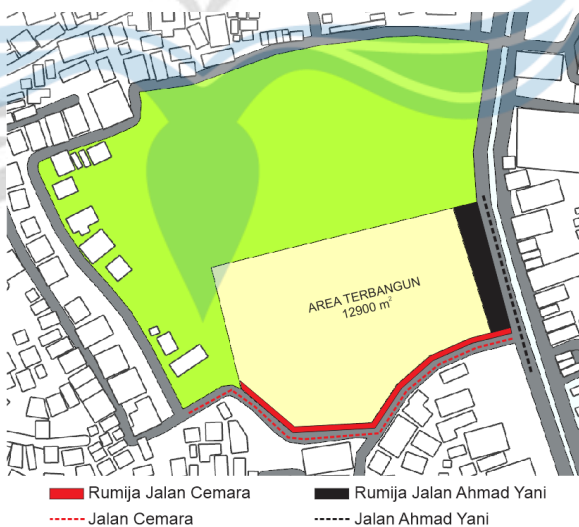 AREA TERBANGUN
12900 m²
Rumija Jalan Cemara
Rumija Jalan Ahmad Yani
Jalan Cemara
Jalan Ahmad Yani